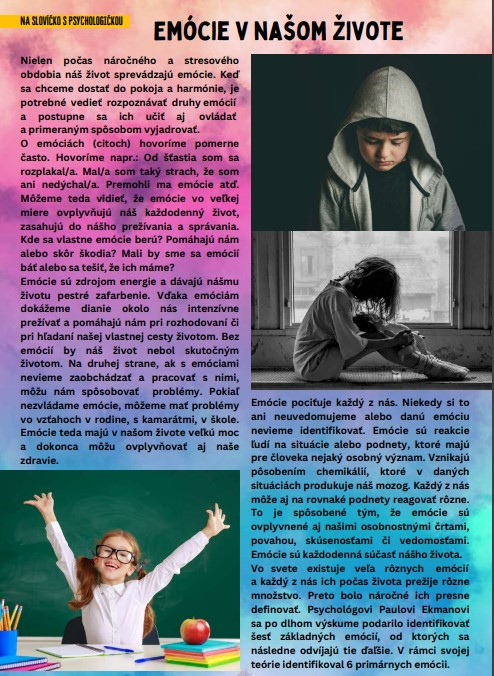 NA SLOVÍČKO S PSYCHOLOGIČKOU
EMÓCIE V NAŠOM ŽIVOTE
Nielen počas náročného a stresového
obdobia náš život sprevádzajú emócie. Keď
sa chceme dostať do pokoja a harmónie, je
potrebné vedieť rozpoznávať druhy emócií
a postupne sa ich učiť aj ovládať
a primeraným spôsobom vyjadrovať.
O emóciách (citoch) hovoríme pomerne
často. Hovoríme napr.: Od šťastia som sa
rozplakal/a. Mal/a som taký strach, že som
ani nedýchal/a. Premohli ma emócie atď.
Môžeme teda vidieť, že emócie vo veľkej
miere ovplyvňujú náš každodenný život,
zasahujú do nášho prežívania a správania.
Kde sa vlastne emócie berú? Pomáhajú nám
alebo skôr škodia? Mali by sme sa emócií
báť alebo sa tešiť, že ich máme?
Emócie sú zdrojom energie a dávajú nášmu
životu pestré zafarbenie. Vďaka emóciám
dokážeme dianie okolo nás intenzívne
prežívať a pomáhajú nám pri rozhodovaní či
pri hľadaní našej vlastnej cesty životom. Bez
emócií by náš život nebol skutočným
životom. Na druhej strane, ak s emóciami
nevieme zaobchádzať a pracovať s nimi,
môžu nám spôsobovať problémy. Pokiaľ
nezvládame emócie, môžeme mať problémy
vo vzťahoch v rodine, s kamarátmi, v škole.
Emócie teda majú v našom živote veľkú moc
a dokonca môžu ovplyvňovať aj naše
zdravie.
Emócie pociťuje každý z nás. Niekedy si to
ani neuvedomujeme alebo danú emóciu
nevieme identifikovať. Emócie sú reakcie
ľudí na situácie alebo podnety, ktoré majú
pre človeka nejaký osobný význam. Vznikajú
pôsobením chemikálií, ktoré v daných
situáciách produkuje náš mozog. Každý z nás
môže aj na rovnaké podnety reagovať rôzne.
To je spôsobené tým, že emócie sú
ovplyvnené aj našimi osobnostnými črtami,
povahou, skúsenosťami či vedomosťami.
Emócie sú každodenná súčasť nášho života.
Vo svete existuje veľa rôznych emócií
a každý z nás ich počas života prežije rôzne
množstvo. Preto bolo náročné ich presne
definovať. Psychológovi Paulovi Ekmanovi
sa po dlhom výskume podarilo identifikovať
šesť základných emócií, od ktorých sa
následne odvíjajú tie ďalšie. V rámci svojej
teórie identifikoval 6 primárnych emócii.